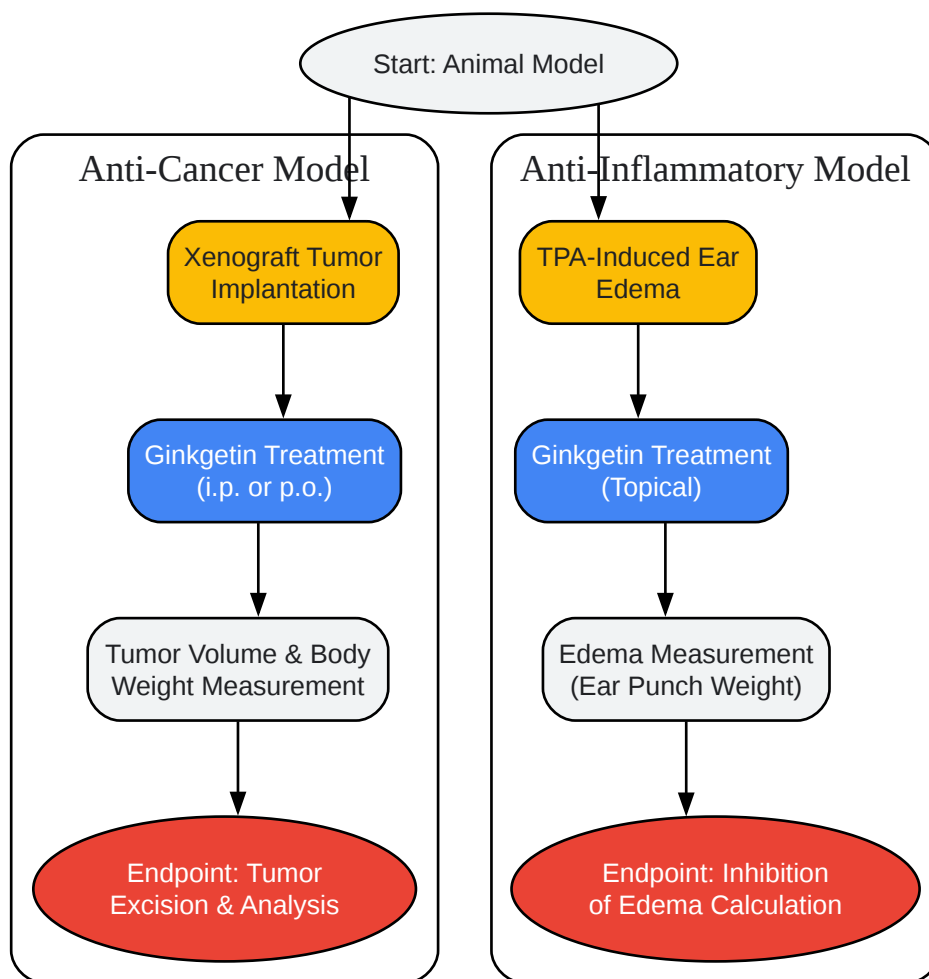 Start: Animal Model
Anti-Cancer Model
Xenograft Tumor
Implantation
Ginkgetin Treatment
(i.p. or p.o.)
Tumor Volume & Body
Weight Measurement
Endpoint: Tumor
Excision & Analysis
Anti-Inflammatory Model
TPA-Induced Ear
Edema
Ginkgetin Treatment
(Topical)
Edema Measurement
(Ear Punch Weight)
Endpoint: Inhibition
of Edema Calculation